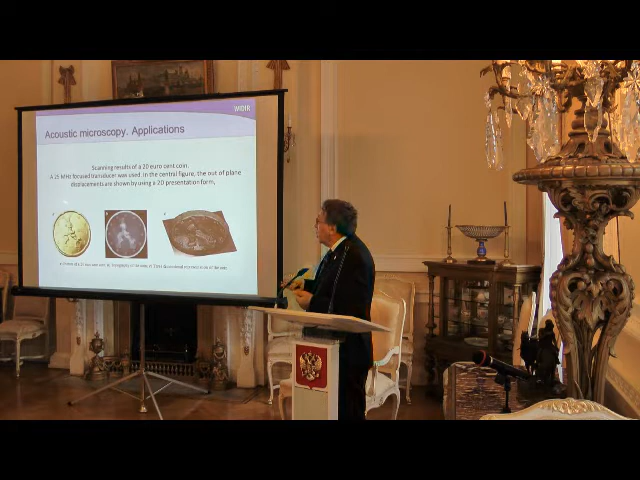 WIDIR
Acoustic microscopy. Applications
Scanning results of a 20 euro cent coin.
A 25 MHz focused transducer was used. In the central figure, the out of plane
displacements are shown by using a 2D presentation form,